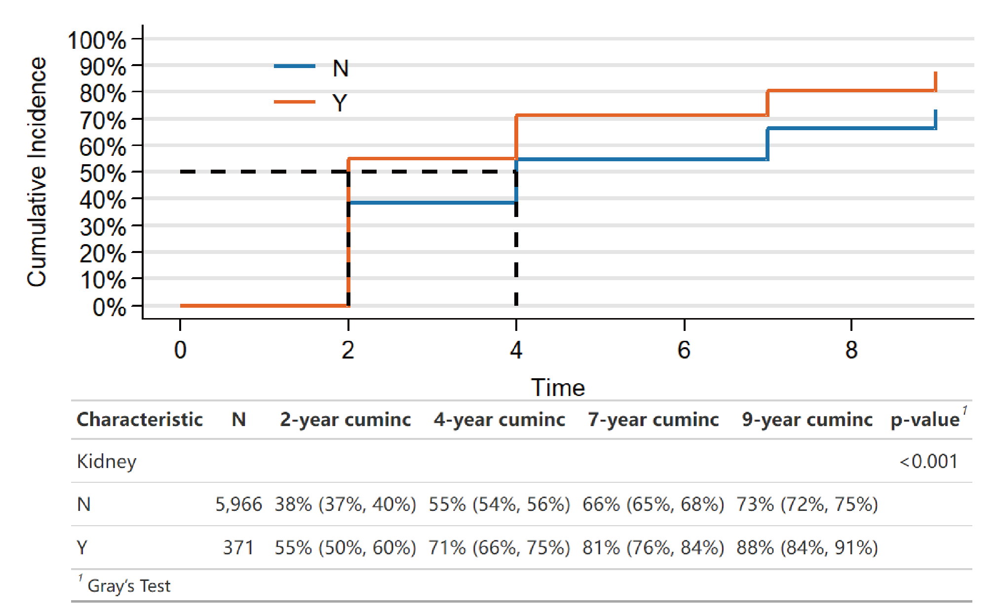 Cumulative Incidence
100%
90%
80%
70%
60%
50%
40%
30%
20%
10%
0%
N
Y
0 2 4 6 8
Time
Characteristic N 2-year cuminc 4-year cuminc 7-year cuminc 9-year cuminc p-value1
Kidney <0.001
N 5,966 38% (37%, 40%) 55% (54%, 56%) 66% (65%, 68%) 73% (72%, 75%)
Y 371 55% (50%, 60%) 71% (66%, 75%) 81% (76%, 84%) 88% (84%, 91%)
1 Gray’s Test